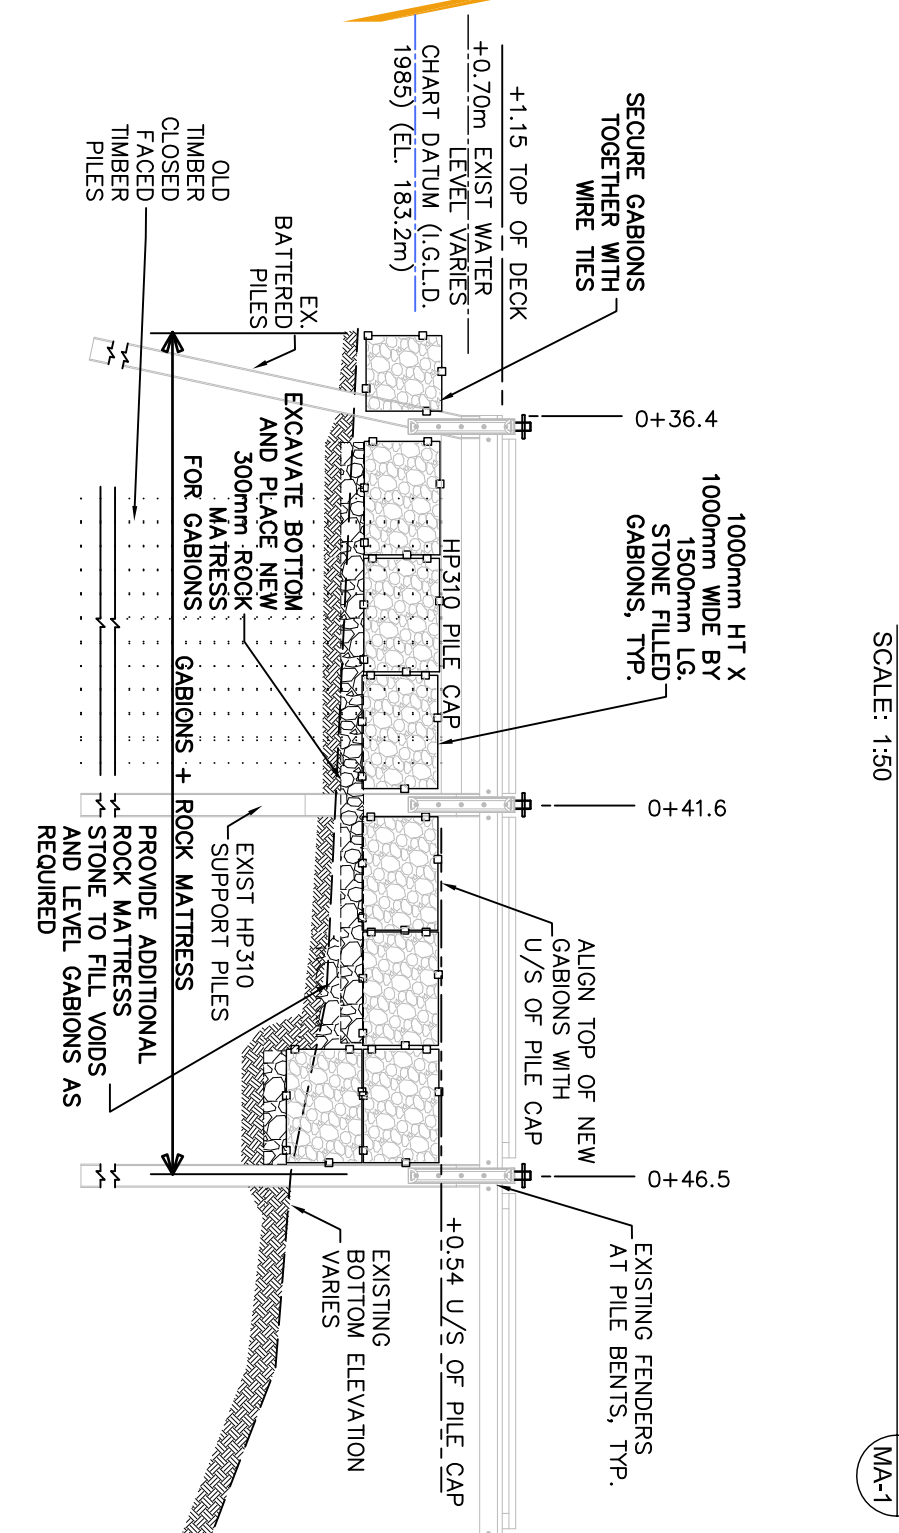 SCALE: 1:50
MA-1
1000mm HT X
1000mm WIDE BY
1500mm LG.
STONE FILLED
GABIONS, TYP.
SECURE GABIONS
TOGETHER WITH
WIRE TIES
0+36.4
0+41.6
0+46.5
EXISTING FENDERS
AT PILE BENTS, TYP.
ALIGN TOP OF NEW
GABIONS WITH
U/S OF PILE CAP
+1.15 TOP OF DECK
+0.70m EXIST WATER
LEVEL VARIES
CHART DATUM (I.G.L.D.
1985) (EL. 183.2m)
HP310 PILE CAP
+0.54 U/S OF PILE CAP
EXISTING
BOTTOM ELEVATION
VARIES
EX.
BATTERED
PILES
OLD
TIMBER
CLOSED
FACED
TIMBER
PILES
EXCAVATE BOTTOM
AND PLACE NEW
300mm ROCK
MATRESS
FOR GABIONS
GABIONS + ROCK MATTRESS
EXIST HP310
SUPPORT PILES
PROVIDE ADDITIONAL
ROCK MATTRESS
STONE TO FILL VOIDS
AND LEVEL GABIONS AS
REQUIRED